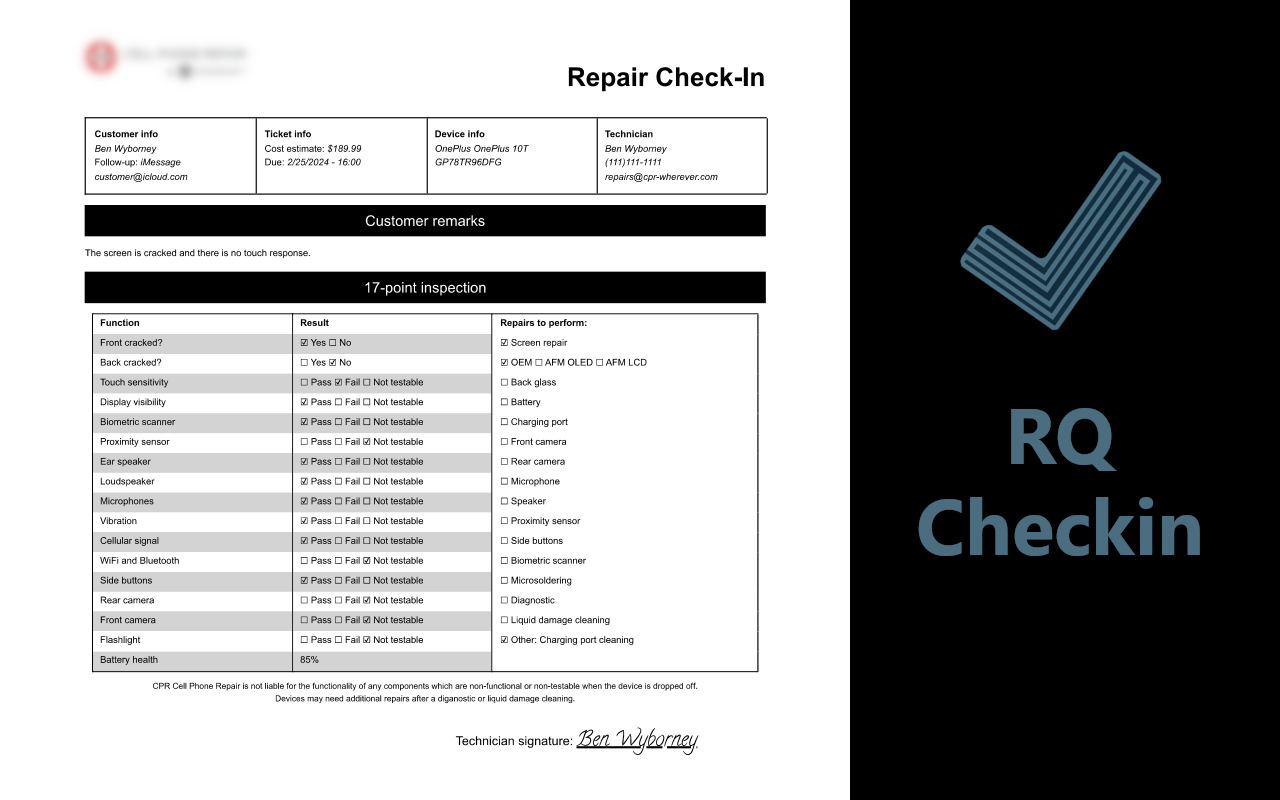 Repair Check-In
Customer info
Ben Wyborney
Follow-up: iMessage
customer@icloud.com
Ticket info
Cost estimate: $189.99
Due: 2/25/2024 - 16:00
Device info
OnePlus OnePlus 10T
GP78TR96DFG
Technician
Ben Wyborney
(111)111-1111
repairs@cpr-wherever.com
Customer remarks
The screen is cracked and there is no touch response.
17-point inspection
Function Result Repairs to perform:
Front cracked? ☑ Yes ☐ No ☑ Screen repair
Back cracked? ☐ Yes ☑ No ☑ OEM ☐ AFM OLED ☐ AFM LCD
Touch sensitivity ☐ Pass ☑ Fail ☐ Not testable ☐ Back glass
Display visibility ☑ Pass ☐ Fail ☐ Not testable ☐ Battery
Biometric scanner ☑ Pass ☐ Fail ☐ Not testable ☐ Charging port
Proximity sensor ☐ Pass ☐ Fail ☑ Not testable ☐ Front camera
Ear speaker ☑ Pass ☐ Fail ☐ Not testable ☐ Rear camera
Loudspeaker ☑ Pass ☐ Fail ☐ Not testable ☐ Microphone
Microphones ☑ Pass ☐ Fail ☐ Not testable ☐ Speaker
Vibration ☑ Pass ☐ Fail ☐ Not testable ☐ Proximity sensor
Cellular signal ☑ Pass ☐ Fail ☐ Not testable ☐ Side buttons
WiFi and Bluetooth ☐ Pass ☐ Fail ☑ Not testable ☐ Biometric scanner
Side buttons ☑ Pass ☐ Fail ☐ Not testable ☐ Microsoldering
Rear camera ☐ Pass ☐ Fail ☑ Not testable ☐ Diagnostic
Front camera ☐ Pass ☐ Fail ☑ Not testable ☐ Liquid damage cleaning
Flashlight ☐ Pass ☐ Fail ☑ Not testable ☑ Other: Charging port cleaning
Battery health 85%
CPR Cell Phone Repair is not liable for the functionality of any components which are non-functional or non-testable when the device is dropped off.
Devices may need additional repairs after a diganostic or liquid damage cleaning.
Technician signature: Ben Wyborney
RQ
Checkin